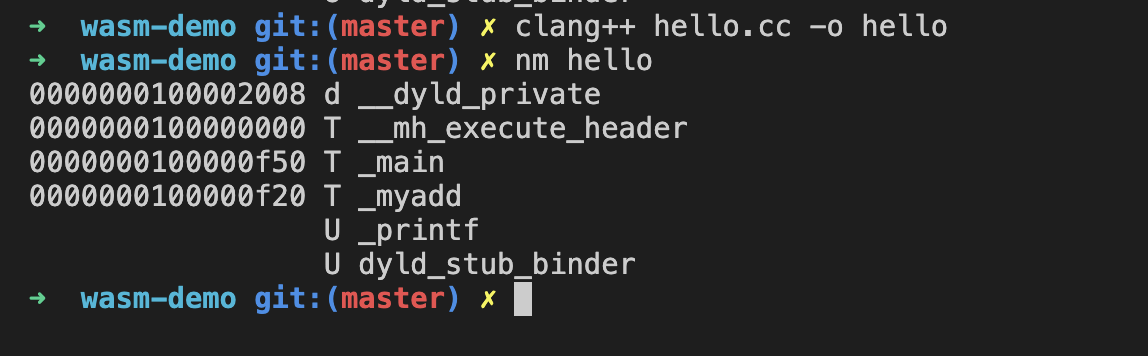 U dyld_stub_binder
➜ wasm-demo git:(master) ✗ clang++ hello.cc -o hello
➜ wasm-demo git:(master) ✗ nm hello
0000000100002008 d __dyld_private
0000000100000000 T __mh_execute_header
0000000100000f50 T _main
0000000100000f20 T _myadd
U _printf
U dyld_stub_binder
➜ wasm-demo git:(master) ✗